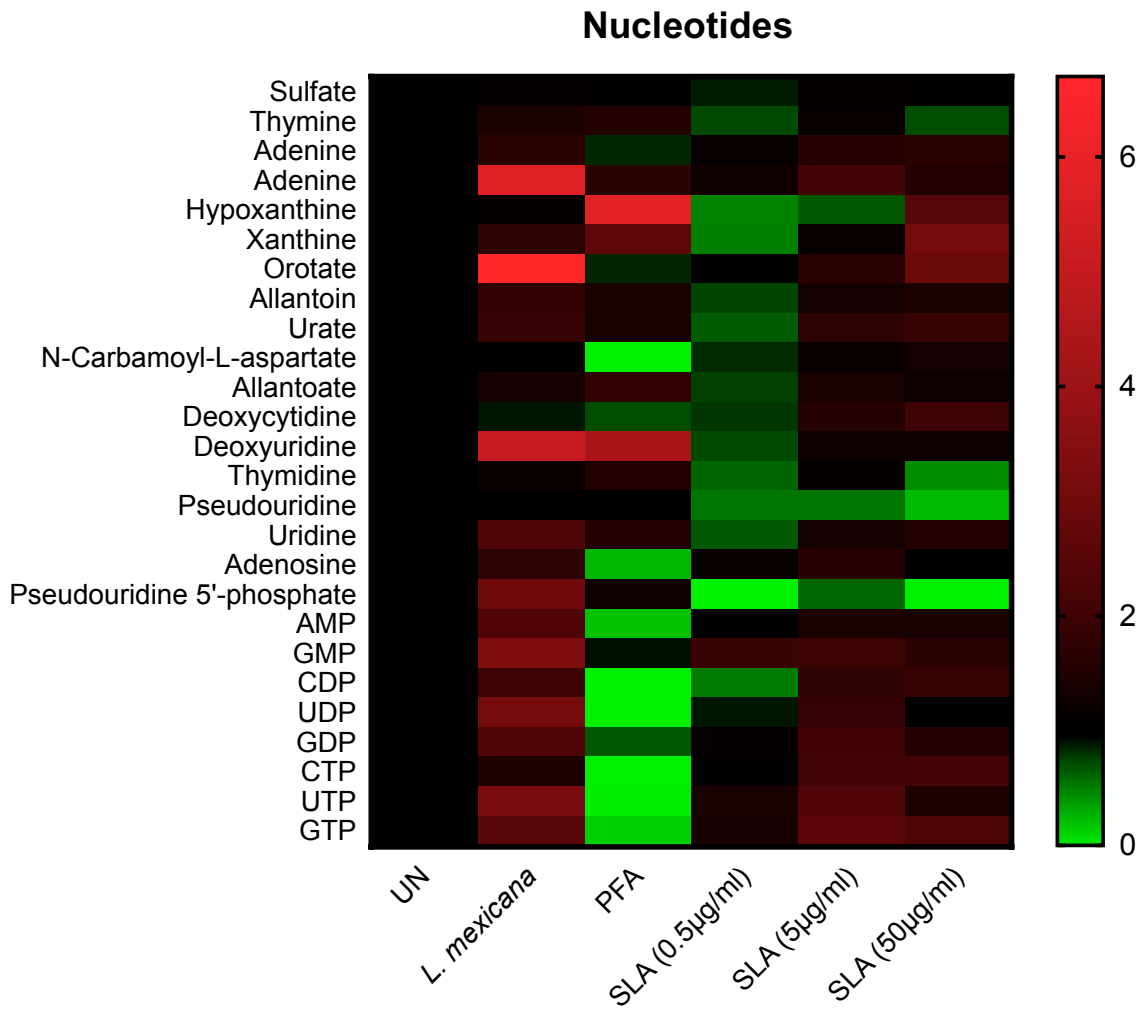 Nucleotides
Sulfate
Thymine
Adenine
Adenine
Hypoxanthine
Xanthine
Orotate
Allantoin
Urate
N-Carbamoyl-L-aspartate
Allantoate
Deoxycytidine
Deoxyuridine
Thymidine
Pseudouridine
Uridine
Adenosine
Pseudouridine 5'-phosphate
AMP
GMP
CDP
UDP
GDP
CTP
UTP
GTP
6
4
2
0
UN
L. mexicana
PFA
SLA (0.5µg/ml)
SLA (5µg/ml)
SLA (50µg/ml)